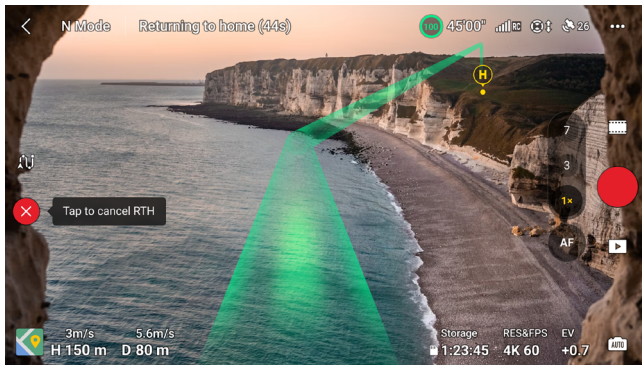 N Mode
Returning to home (44s)
100
45'00"
RC
26
H
7
3
1×
AF
Tap to cancel RTH
3m/s
5.6m/s
H 150 m
D 80 m
Storage
1:23:45
RES&FPS
4K 60
EV
+0.7
AUTO